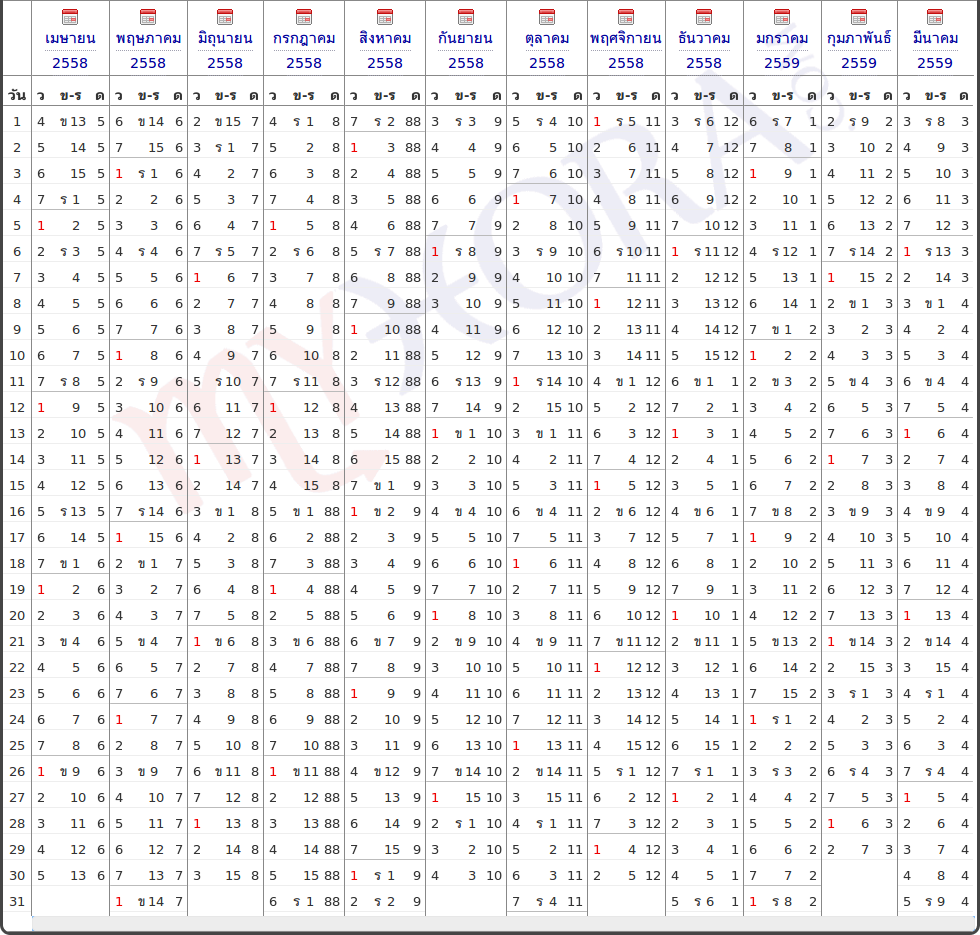 เมษายน พฤษภาคม มิถุนายน กรกฎาคม สิงหาคม กันยายน ตุลาคม พฤศจิกายน ธันวาคม มกราคม กุมภาพันธ์ มีนาคม
2558 2558 2558 2558 2558 2558 2558 2558 2558 2559 2559 2559
วัน ว ข-ร ด ว ข-ร ด ว ข-ร ด ว ข-ร ด ว ข-ร ด ว ข-ร ด ว ข-ร ด ว ข-ร ด ว ข-ร ด ว ข-ร ด ว ข-ร ด ว ข-ร ด
1 4 ข 13 5 6 ข 14 6 2 ข 15 7 4 ร 1 8 7 ร 2 88 3 ร 3 9 5 ร 4 10 1 ร 5 11 3 ร 6 12 6 ร 7 1 2 ร 9 2 3 ร 8 3
2 5 14 5 7 15 6 3 ร 1 7 5 2 8 1 3 88 4 4 9 6 5 10 2 6 11 4 7 12 7 8 1 3 10 2 4 9 3
3 6 15 5 1 ร 1 6 4 2 7 6 3 8 2 4 88 5 5 9 7 6 10 3 7 11 5 8 12 1 9 1 4 11 2 5 10 3
4 7 ร 1 5 2 2 6 5 3 7 7 4 8 3 5 88 6 6 9 1 7 10 4 8 11 6 9 12 2 10 1 5 12 2 6 11 3
5 1 2 5 3 3 6 6 4 7 1 5 8 4 6 88 7 7 9 2 8 10 5 9 11 7 10 12 3 11 1 6 13 2 7 12 3
6 2 ร 3 5 4 ร 4 6 7 ร 5 7 2 ร 6 8 5 ร 7 88 1 ร 8 9 3 ร 9 10 6 ร 10 11 1 ร 11 12 4 ร 12 1 7 ร 14 2 1 ร 13 3
7 3 4 5 5 5 6 1 6 7 3 7 8 6 8 88 2 9 9 4 10 10 7 11 11 2 12 12 5 13 1 1 15 2 2 14 3
8 4 5 5 6 6 6 2 7 7 4 8 8 7 9 88 3 10 9 5 11 10 1 12 11 3 13 12 6 14 1 2 ข 1 3 3 ข 1 4
9 5 6 5 7 7 6 3 8 7 5 9 8 1 10 88 4 11 9 6 12 10 2 13 11 4 14 12 7 ข 1 2 3 2 3 4 2 4
10 6 7 5 1 8 6 4 9 7 6 10 8 2 11 88 5 12 9 7 13 10 3 14 11 5 15 12 1 2 2 4 3 3 5 3 4
11 7 ร 8 5 2 ร 9 6 5 ร 10 7 7 ร 11 8 3 ร 12 88 6 ร 13 9 1 ร 14 10 4 ข 1 12 6 ข 1 1 2 ข 3 2 5 ข 4 3 6 ข 4 4
12 1 9 5 3 10 6 6 11 7 1 12 8 4 13 88 7 14 9 2 15 10 5 2 12 7 2 1 3 4 2 6 5 3 7 5 4
13 2 10 5 4 11 6 7 12 7 2 13 8 5 14 88 1 ข 1 10 3 ข 1 11 6 3 12 1 3 1 4 5 2 7 6 3 1 6 4
14 3 11 5 5 12 6 1 13 7 3 14 8 6 15 88 2 2 10 4 2 11 7 4 12 2 4 1 5 6 2 1 7 3 2 7 4
15 4 12 5 6 13 6 2 14 7 4 15 8 7 ข 1 9 3 3 10 5 3 11 1 5 12 3 5 1 6 7 2 2 8 3 3 8 4
16 5 ร 13 5 7 ร 14 6 3 ข 1 8 5 ข 1 88 1 ข 2 9 4 ข 4 10 6 ข 4 11 2 ข 6 12 4 ข 6 1 7 ข 8 2 3 ข 9 3 4 ข 9 4
17 6 14 5 1 15 6 4 2 8 6 2 88 2 3 9 5 5 10 7 5 11 3 7 12 5 7 1 1 9 2 4 10 3 5 10 4
18 7 ข 1 6 2 ข 1 7 5 3 8 7 3 88 3 4 9 6 6 10 1 6 11 4 8 12 6 8 1 2 10 2 5 11 3 6 11 4
19 1 2 6 3 2 7 6 4 8 1 4 88 4 5 9 7 7 10 2 7 11 5 9 12 7 9 1 3 11 2 6 12 3 7 12 4
20 2 3 6 4 3 7 7 5 8 2 5 88 5 6 9 1 8 10 3 8 11 6 10 12 1 10 1 4 12 2 7 13 3 1 13 4
21 3 ข 4 6 5 ข 4 7 1 ข 6 8 3 ข 6 88 6 ข 7 9 2 ข 9 10 4 ข 9 11 7 ข 11 12 2 ข 11 1 5 ข 13 2 1 ข 14 3 2 ข 14 4
22 4 5 6 6 5 7 2 7 8 4 7 88 7 8 9 3 10 10 5 10 11 1 12 12 3 12 1 6 14 2 2 15 3 3 15 4
23 5 6 6 7 6 7 3 8 8 5 8 88 1 9 9 4 11 10 6 11 11 2 13 12 4 13 1 7 15 2 3 ร 1 3 4 ร 1 4
24 6 7 6 1 7 7 4 9 8 6 9 88 2 10 9 5 12 10 7 12 11 3 14 12 5 14 1 1 ร 1 2 4 2 3 5 2 4
25 7 8 6 2 8 7 5 10 8 7 10 88 3 11 9 6 13 10 1 13 11 4 15 12 6 15 1 2 2 2 5 3 3 6 3 4
26 1 ข 9 6 3 ข 9 7 6 ข 11 8 1 ข 11 88 4 ข 12 9 7 ข 14 10 2 ข 14 11 5 ร 1 12 7 ร 1 1 3 ร 3 2 6 ร 4 3 7 ร 4 4
27 2 10 6 4 10 7 7 12 8 2 12 88 5 13 9 1 15 10 3 15 11 6 2 12 1 2 1 4 4 2 7 5 3 1 5 4
28 3 11 6 5 11 7 1 13 8 3 13 88 6 14 9 2 ร 1 10 4 ร 1 11 7 3 12 2 3 1 5 5 2 1 6 3 2 6 4
29 4 12 6 6 12 7 2 14 8 4 14 88 7 15 9 3 2 10 5 2 11 1 4 12 3 4 1 6 6 2 2 7 3 3 7 4
30 5 13 6 7 13 7 3 15 8 5 15 88 1 ร 1 9 4 3 10 6 3 11 2 5 12 4 5 1 7 7 2 4 8 4
31 1 ข 14 7 6 ร 1 88 2 ร 2 9 7 ร 4 11 5 ร 6 1 1 ร 8 2 5 ร 9 4
MYHORA